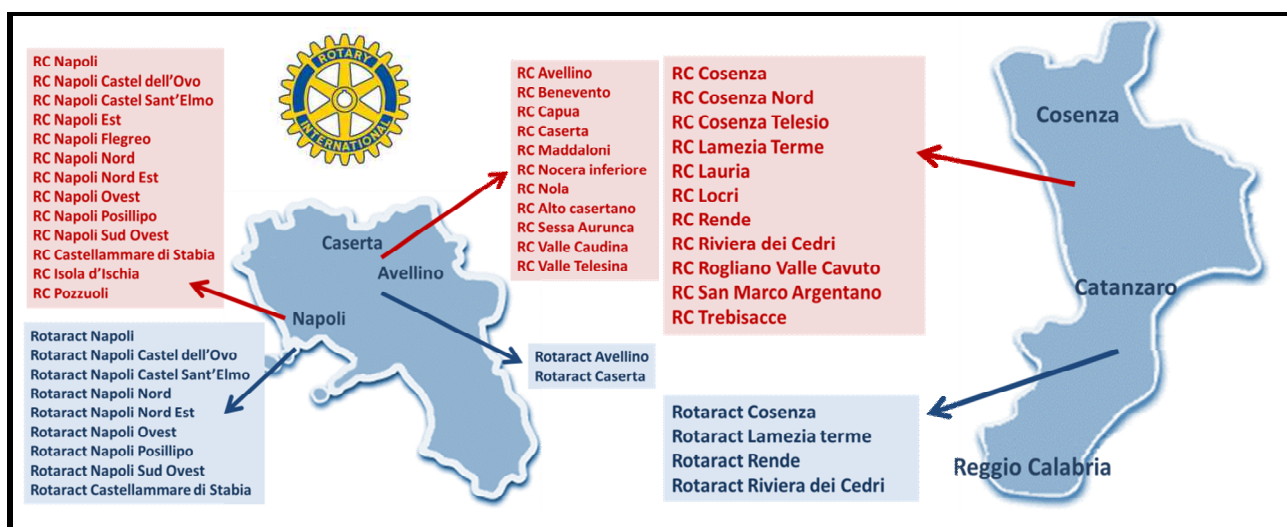 RC Napoli
RC Napoli Castel dell’Ovo
RC Napoli Castel Sant’Elmo
RC Napoli Est
RC Napoli Flegreo
RC Napoli Nord
RC Napoli Nord Est
RC Napoli Ovest
RC Napoli Posillipo
RC Napoli Sud Ovest
RC Castellammare di Stabia
RC Isola d’Ischia
RC Pozzuoli
Rotaract Napoli
Rotaract Napoli Castel dell’Ovo
Rotaract Napoli Castel Sant’Elmo
Rotaract Napoli Nord
Rotaract Napoli Nord Est
Rotaract Napoli Ovest
Rotaract Napoli Posillipo
Rotaract Napoli Sud Ovest
Rotaract Castellammare di Stabia
ROTARY
INTERNATIONAL
Caserta
Avellino
Napoli
RC Avellino
RC Benevento
RC Capua
RC Caserta
RC Maddaloni
RC Nocera inferiore
RC Nola
RC Alto casertano
RC Sessa Aurunca
RC Valle Caudina
RC Valle Telesina
Rotaract Avellino
Rotaract Caserta
RC Cosenza
RC Cosenza Nord
RC Cosenza Telesio
RC Lamezia Terme
RC Lauria
RC Locri
RC Rende
RC Riviera dei Cedri
RC Rogliano Valle Cavuto
RC San Marco Argentano
RC Trebisacce
Rotaract Cosenza
Rotaract Lamezia terme
Rotaract Rende
Rotaract Riviera dei Cedri
Cosenza
Catanzaro
Reggio Calabria